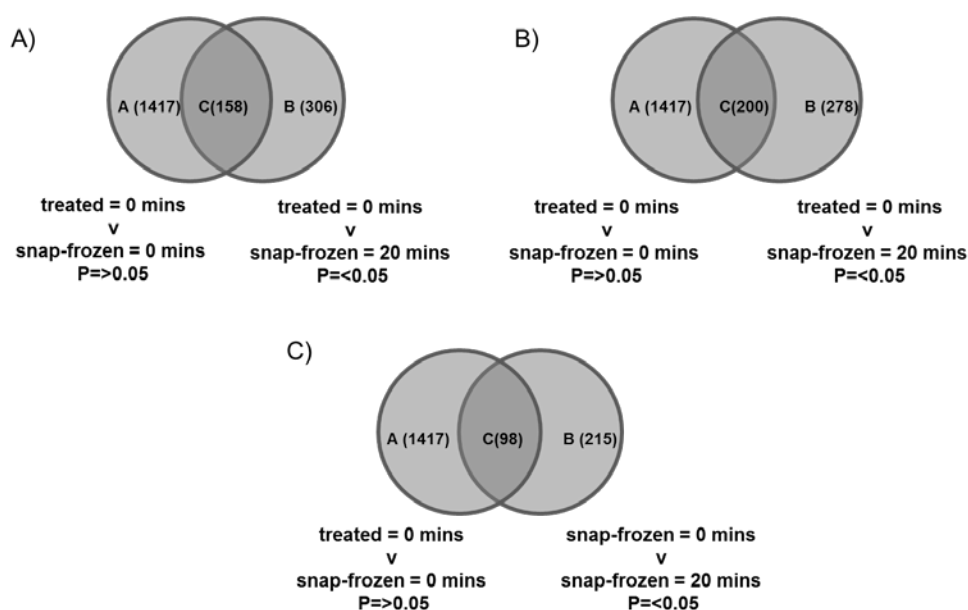 A)
A (1417) C(158) B (306)
treated = 0 mins
v
snap-frozen = 0 mins
P=>0.05
treated = 0 mins
v
snap-frozen = 20 mins
P=<0.05
B)
A (1417) C(200) B (278)
treated = 0 mins
v
snap-frozen = 0 mins
P=>0.05
treated = 0 mins
v
snap-frozen = 20 mins
P=<0.05
C)
A (1417) C(98) B (215)
treated = 0 mins
v
snap-frozen = 0 mins
P=>0.05
snap-frozen = 0 mins
v
snap-frozen = 20 mins
P=<0.05